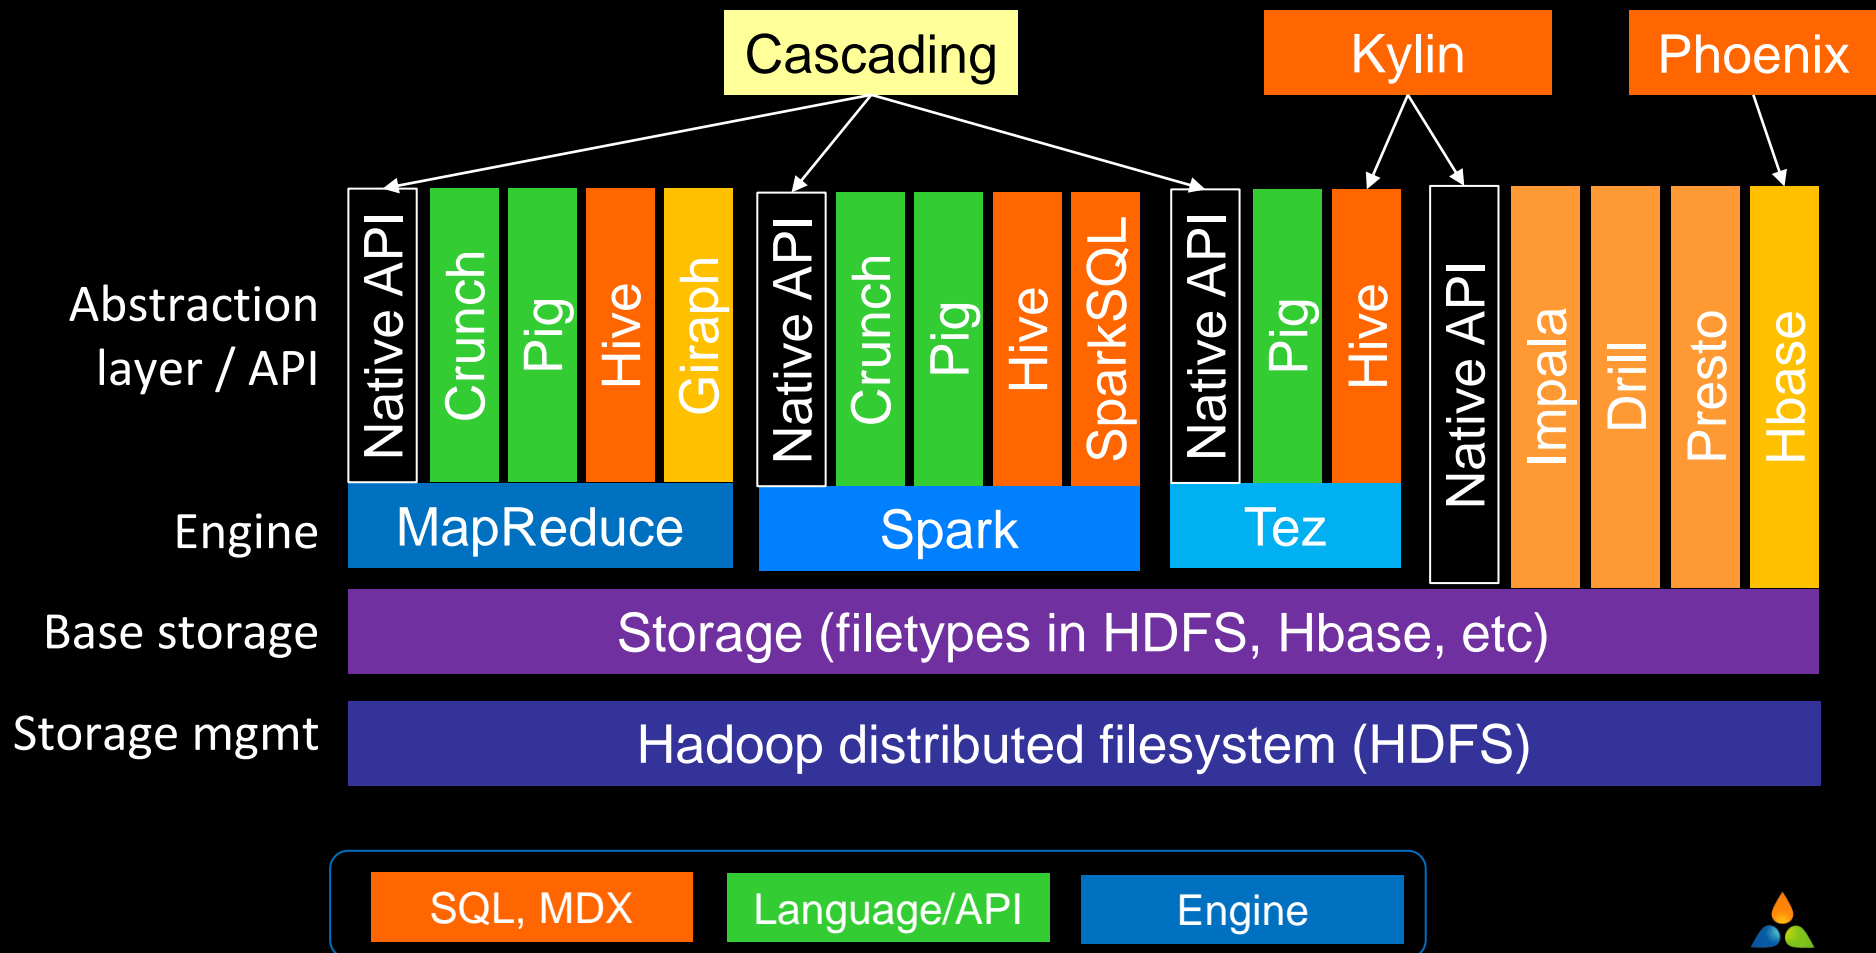 Cascading
Kylin
Phoenix
Abstraction
layer / API
Native API
Crunch
Pig
Hive
Giraph
Native API
Crunch
Pig
Hive
SparkSQL
Native API
Pig
Hive
Native API
Impala
Drill
Presto
Hbase
Engine
MapReduce
Spark
Tez
Base storage
Storage (filetypes in HDFS, Hbase, etc)
Storage mgmt
Hadoop distributed filesystem (HDFS)
SQL, MDX
Language/API
Engine